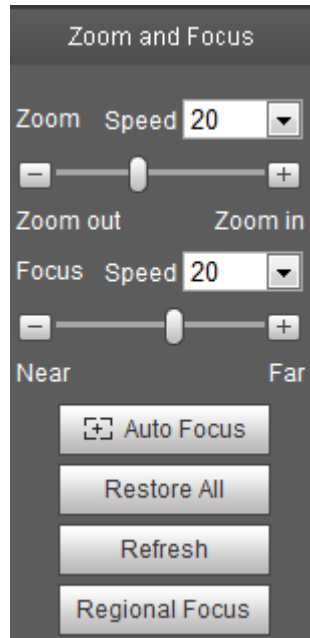 Zoom and Focus
Zoom Speed 20
Zoom out Zoom in
Focus Speed 20
Near Far
Auto Focus
Restore All
Refresh
Regional Focus